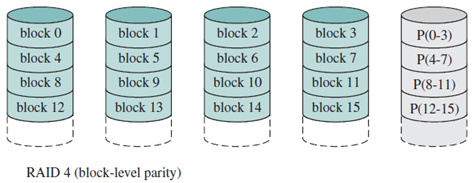 block 0 block 1 block 2 block 3 P(0-3)
block 4 block 5 block 6 block 7 P(4-7)
block 8 block 9 block 10 block 11 P(8-11)
block 12 block 13 block 14 block 15 P(12-15)
RAID 4 (block-level parity)